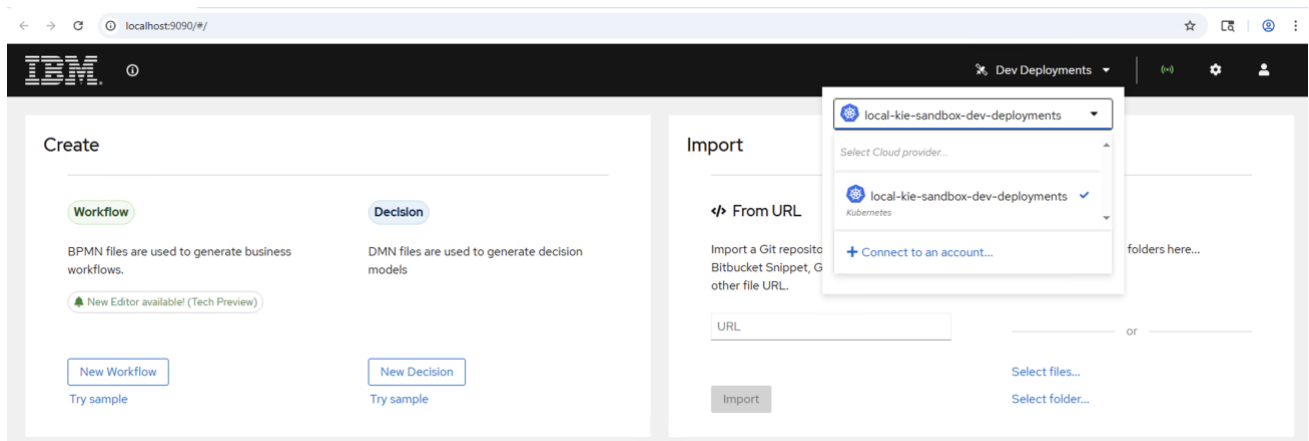 localhost:9090/#/
IBM.
Dev Deployments
local-kie-sandbox-dev-deployments
Select Cloud provider...
local-kie-sandbox-dev-deployments
Kubernetes
Connect to an account...
Create
Workflow
BPMN files are used to generate business
workflows.
New Editor available! (Tech Preview)
New Workflow
Try sample
Decision
DMN files are used to generate decision
models
New Decision
Try sample
Import
</> From URL
Import a Git reposito
Bitbucket Snippet, G
other file URL.
URL
Import
folders here...
or
Select files...
Select folder...